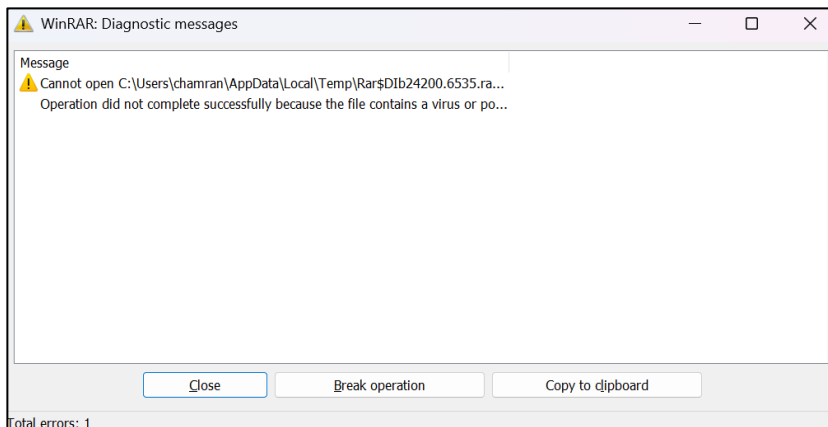 WinRAR: Diagnostic messages
Message
Cannot open C:\Users\chamran\AppData\Local\Temp\Rar$DIb24200.6535.ra...
Operation did not complete successfully because the file contains a virus or po...
Close
Break operation
Copy to clipboard
Total errors: 1